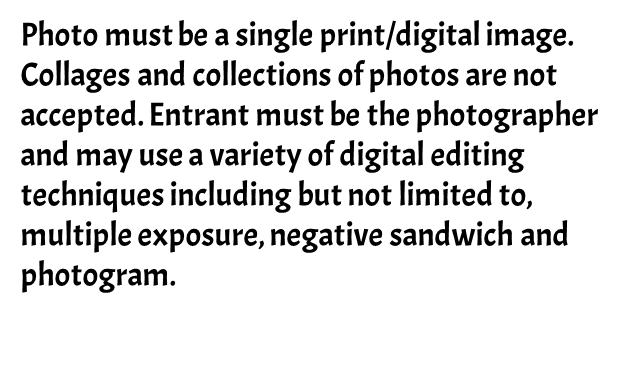 Photo must be a single print/digital image.
Collages and collections of photos are not
accepted. Entrant must be the photographer
and may use a variety of digital editing
techniques including but not limited to,
multiple exposure, negative sandwich and
photogram.